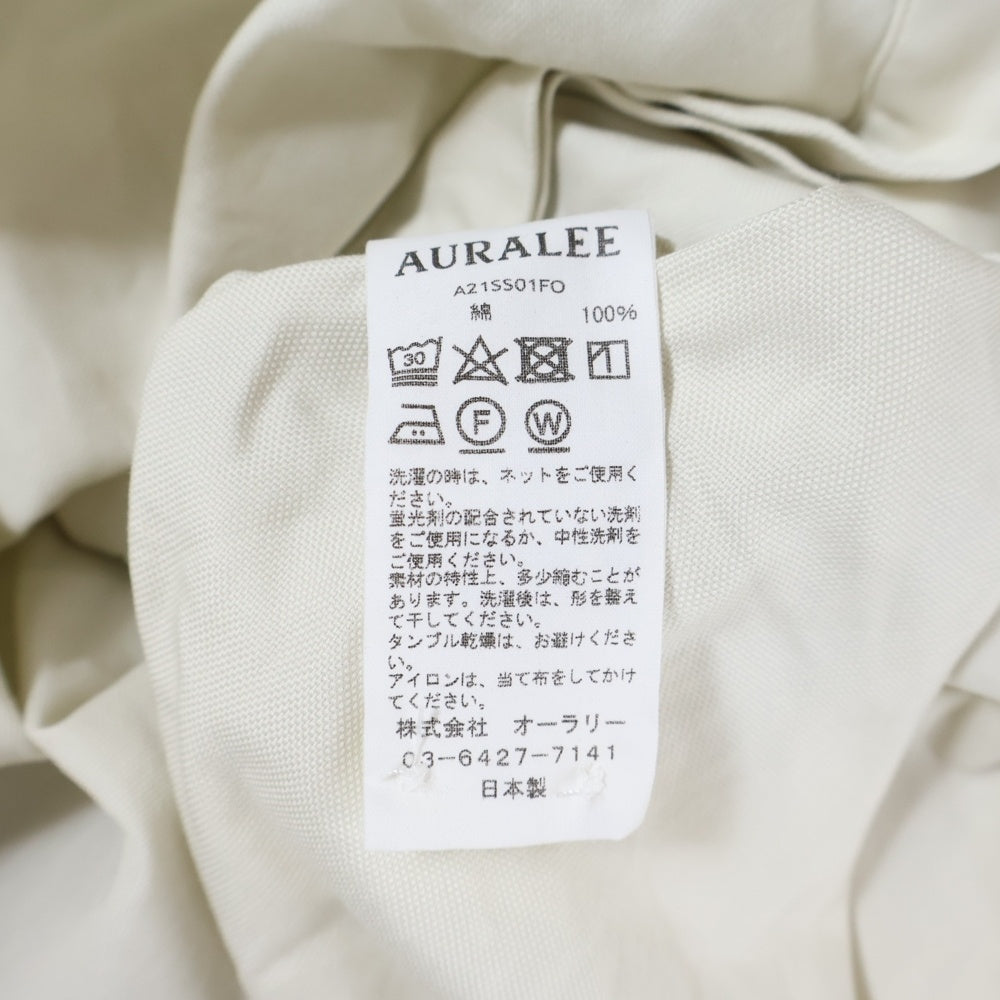 AURALEE
A21SS01FO
綿 100%
30
F W
洗濯の時は、ネットをご使用く
ださい。
蛍光剤の配合されていない洗剤
をご使用になるか、中性洗剤を
ご使用ください。
素材の特性上、多少縮むことが
あります。洗濯後は、形を整え
て干してください。
タンブル乾燥は、お避けくださ
い。
アイロンは、当て布をしてかけ
てください。
株式会社 オーラリー
03-6427-7141
日本製